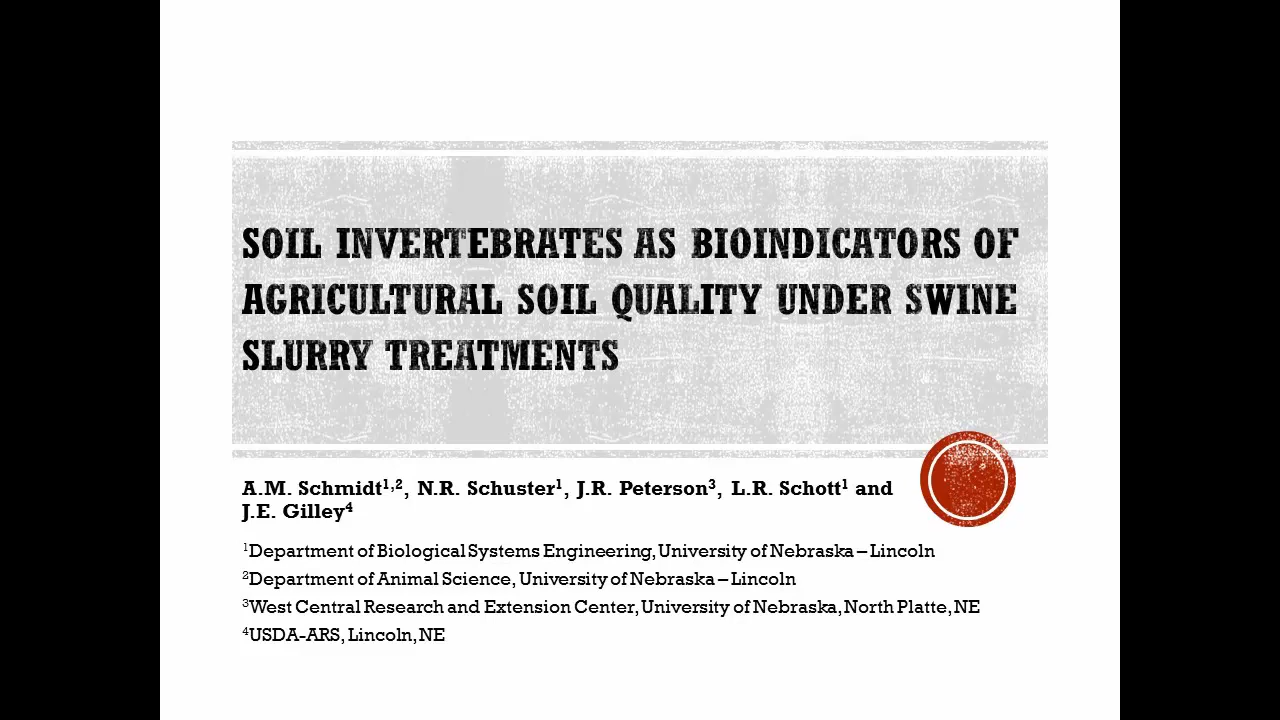 SOIL INVERTEBRATES AS BIOINDICATORS OF
AGRICULTURAL SOIL QUALITY UNDER SWINE
SLURRY TREATMENTS
A.M. Schmidt1,2, N.R. Schuster1, J.R. Peterson3, L.R. Schott1 and
J.E. Gilley4
1Department of Biological Systems Engineering, University of Nebraska – Lincoln
2Department of Animal Science, University of Nebraska – Lincoln
3West Central Research and Extension Center, University of Nebraska, North Platte, NE
4USDA-ARS, Lincoln, NE